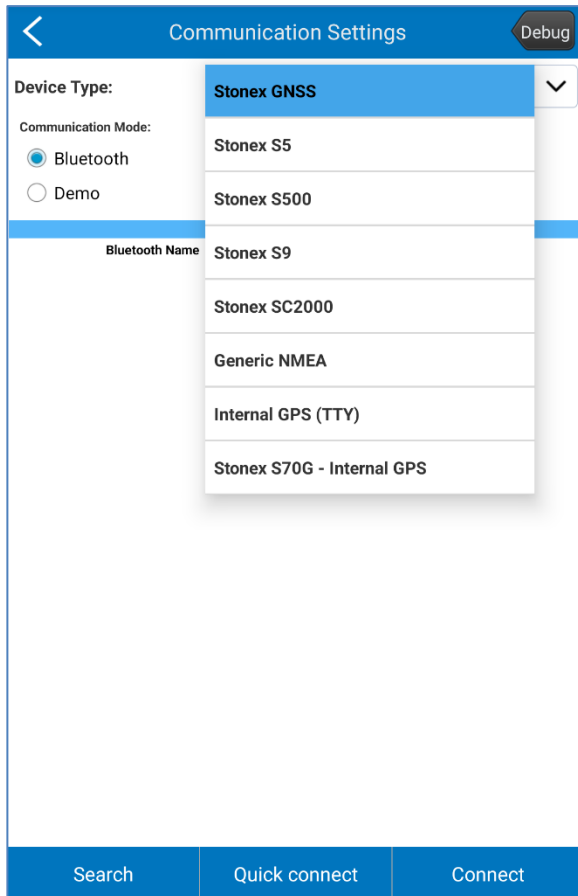 Communication Settings
Debug
Device Type:
Stonex GNSS
Communication Mode:
Bluetooth
Stonex S5
Demo
Stonex S500
Bluetooth Name
Stonex S9
Stonex SC2000
Generic NMEA
Internal GPS (TTY)
Stonex S70G - Internal GPS
Search
Quick connect
Connect